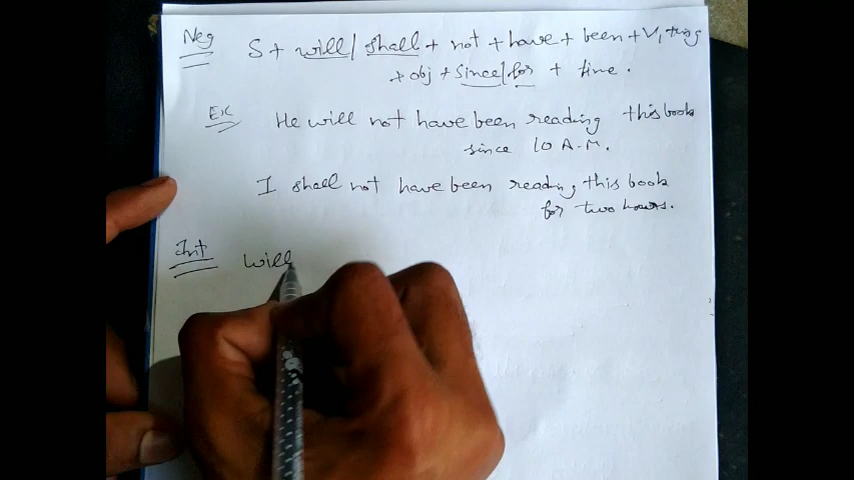 Neg S + will/ shall + not + have + been + V1 + ing
+ obj + since/for + time.
Ex He will not have been reading this book
since 10 A.M.
I shall not have been reading this book
for two hours.
Int Will